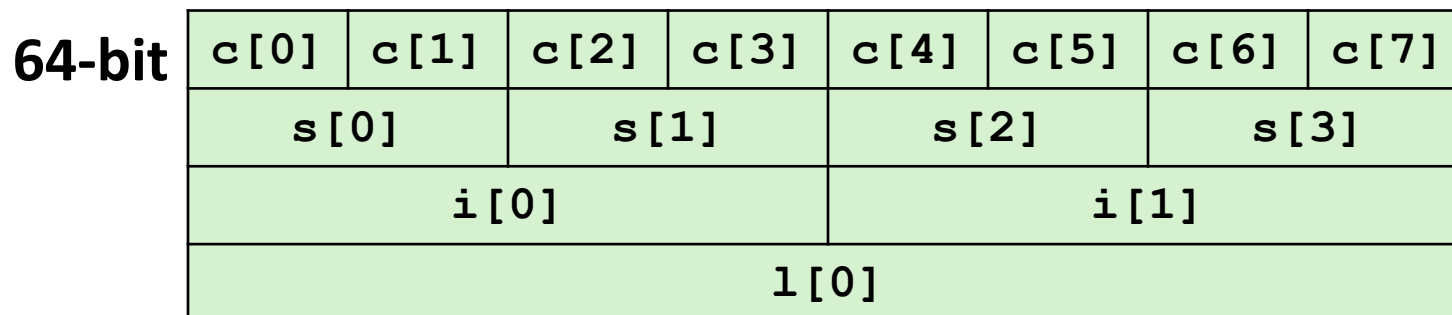 64-bit c[0] c[1] c[2] c[3] c[4] c[5] c[6] c[7]
s[0] s[1] s[2] s[3]
i[0] i[1]
l[0]